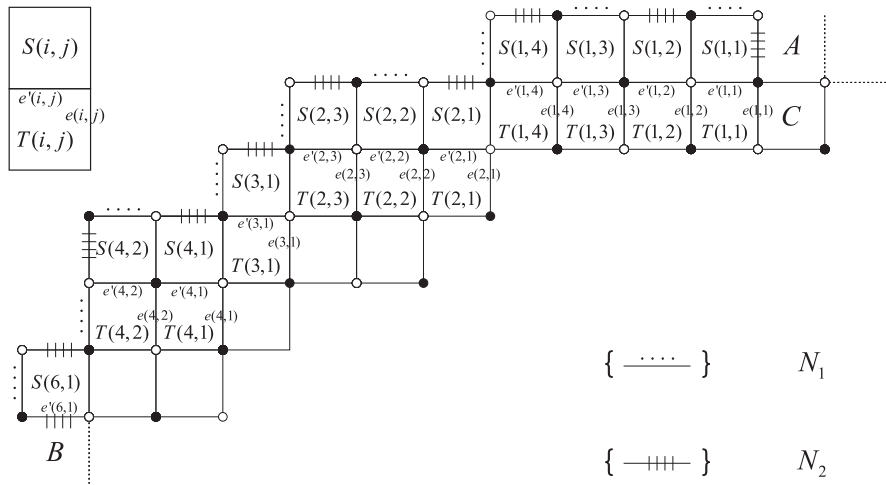 S(i, j)
e'(i, j)
e(i, j)
T(i, j)
S(1,4) S(1,3) S(1,2) S(1,1) A
e'(1,4) e'(1,3) e'(1,2) e'(1,1)
e(1,4) e(1,3) e(1,2) e(1,1)
T(1,4) T(1,3) T(1,2) T(1,1) C
S(2,3) S(2,2) S(2,1)
e'(2,3) e'(2,2) e'(2,1)
e(2,3) e(2,2) e(2,1)
T(2,3) T(2,2) T(2,1)
S(3,1)
e'(3,1)
e(3,1)
T(3,1)
S(4,2) S(4,1)
e'(4,2) e'(4,1)
e(4,2) e(4,1)
T(4,2) T(4,1)
S(6,1)
e'(6,1)
B
{ } N₁
{ } N₂